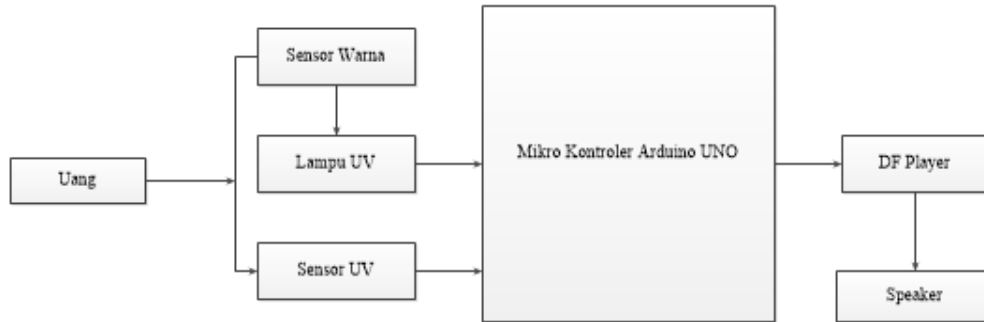 Sensor Warna
Lampu UV
Mikro Kontroler Arduino UNO
DF Player
Uang
Sensor UV
Speaker